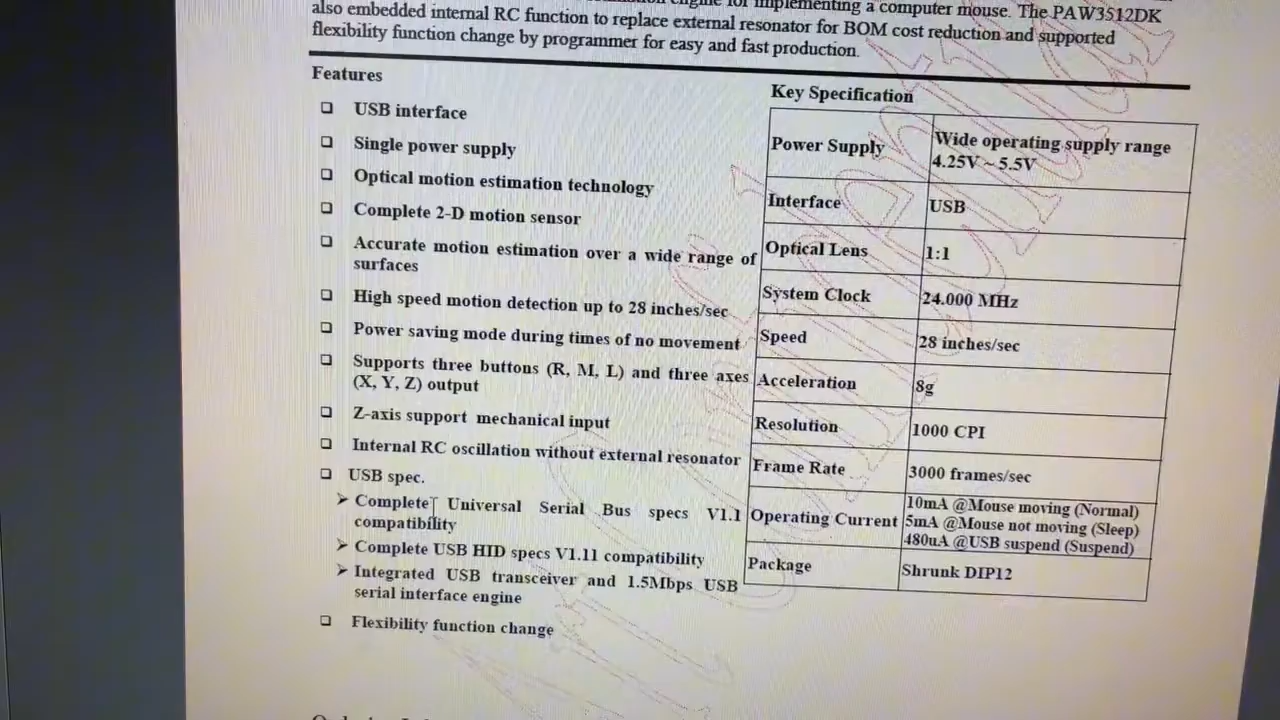 engine for implementing a computer mouse. The PAW3512DK
also embedded internal RC function to replace external resonator for BOM cost reduction and supported
flexibility function change by programmer for easy and fast production.
Features
❑ USB interface
❑ Single power supply
❑ Optical motion estimation technology
❑ Complete 2-D motion sensor
❑ Accurate motion estimation over a wide range of
surfaces
❑ High speed motion detection up to 28 inches/sec
❑ Power saving mode during times of no movement
❑ Supports three buttons (R, M, L) and three axes
(X, Y, Z) output
❑ Z-axis support mechanical input
❑ Internal RC oscillation without external resonator
❑ USB spec.
➢ Complete Universal Serial Bus specs V1.1
compatibility
➢ Complete USB HID specs V1.11 compatibility
➢ Integrated USB transceiver and 1.5Mbps USB
serial interface engine
❑ Flexibility function change
Key Specification
Power Supply Wide operating supply range
4.25V ~ 5.5V
Interface USB
Optical Lens 1:1
System Clock 24.000 MHz
Speed 28 inches/sec
Acceleration 8g
Resolution 1000 CPI
Frame Rate 3000 frames/sec
Operating Current 10mA @Mouse moving (Normal)
5mA @Mouse not moving (Sleep)
480uA @USB suspend (Suspend)
Package Shrunk DIP12